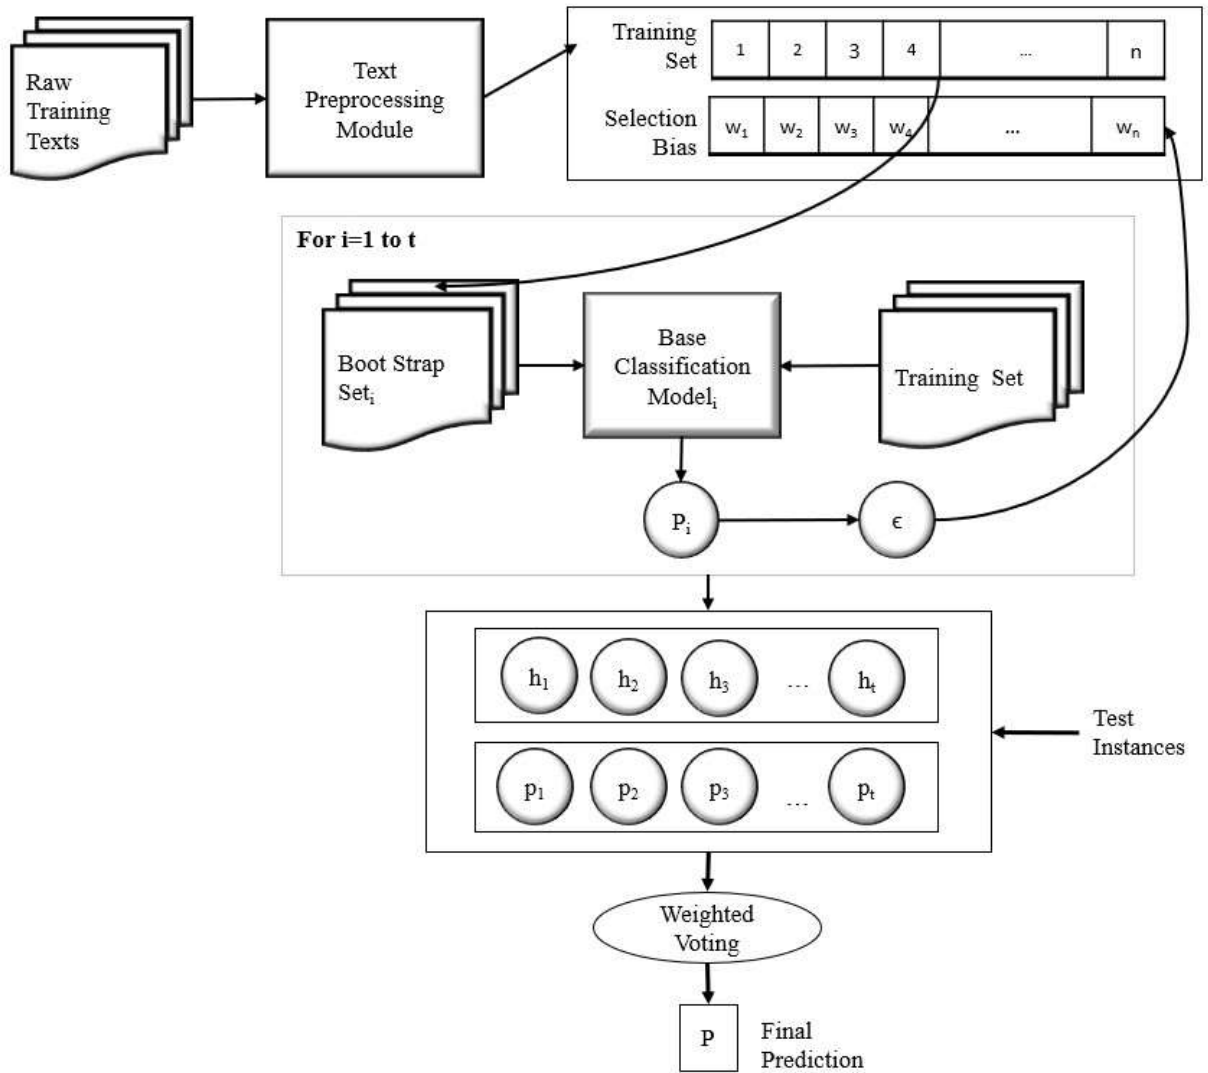 Raw
Training
Texts
Text
Preprocessing
Module
Training
Set
1 2 3 4 ... n
Selection
Bias
w₁ w₂ w₃ w₄ ... wₙ
For i=1 to t
Boot Strap
Setᵢ
Base
Classification
Modelᵢ
Training Set
Pᵢ
ϵ
h₁ h₂ h₃ ... hₜ
Test
Instances
p₁ p₂ p₃ ... pₜ
Weighted
Voting
P
Final
Prediction